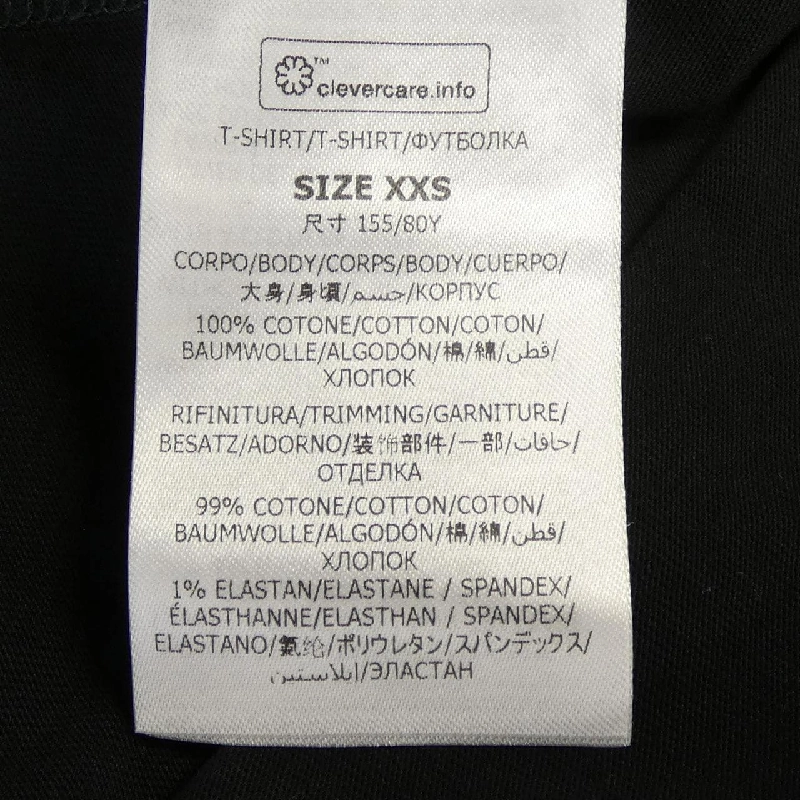 ™
clevercare.info
T-SHIRT/T-SHIRT/ФУТБОЛКА
SIZE XXS
尺寸 155/80Y
CORPO/BODY/CORPS/BODY/CUERPO/
大身/身頃/جسم/КОРПУС
100% COTONE/COTTON/COTON/
BAUMWOLLE/ALGODÓN/棉/綿/قطن/
ХЛОПОК
RIFINITURA/TRIMMING/GARNITURE/
BESATZ/ADORNO/装饰部件/一部/حافات/
ОТДЕЛКА
99% COTONE/COTTON/COTON/
BAUMWOLLE/ALGODÓN/棉/綿/قطن/
ХЛОПОК
1% ELASTAN/ELASTANE / SPANDEX/
ÉLASTHANNE/ELASTHAN / SPANDEX/
ELASTANO/氨纶/ポリウレタン/スパンデックス/
إيلاستين/ЭЛАСТАН